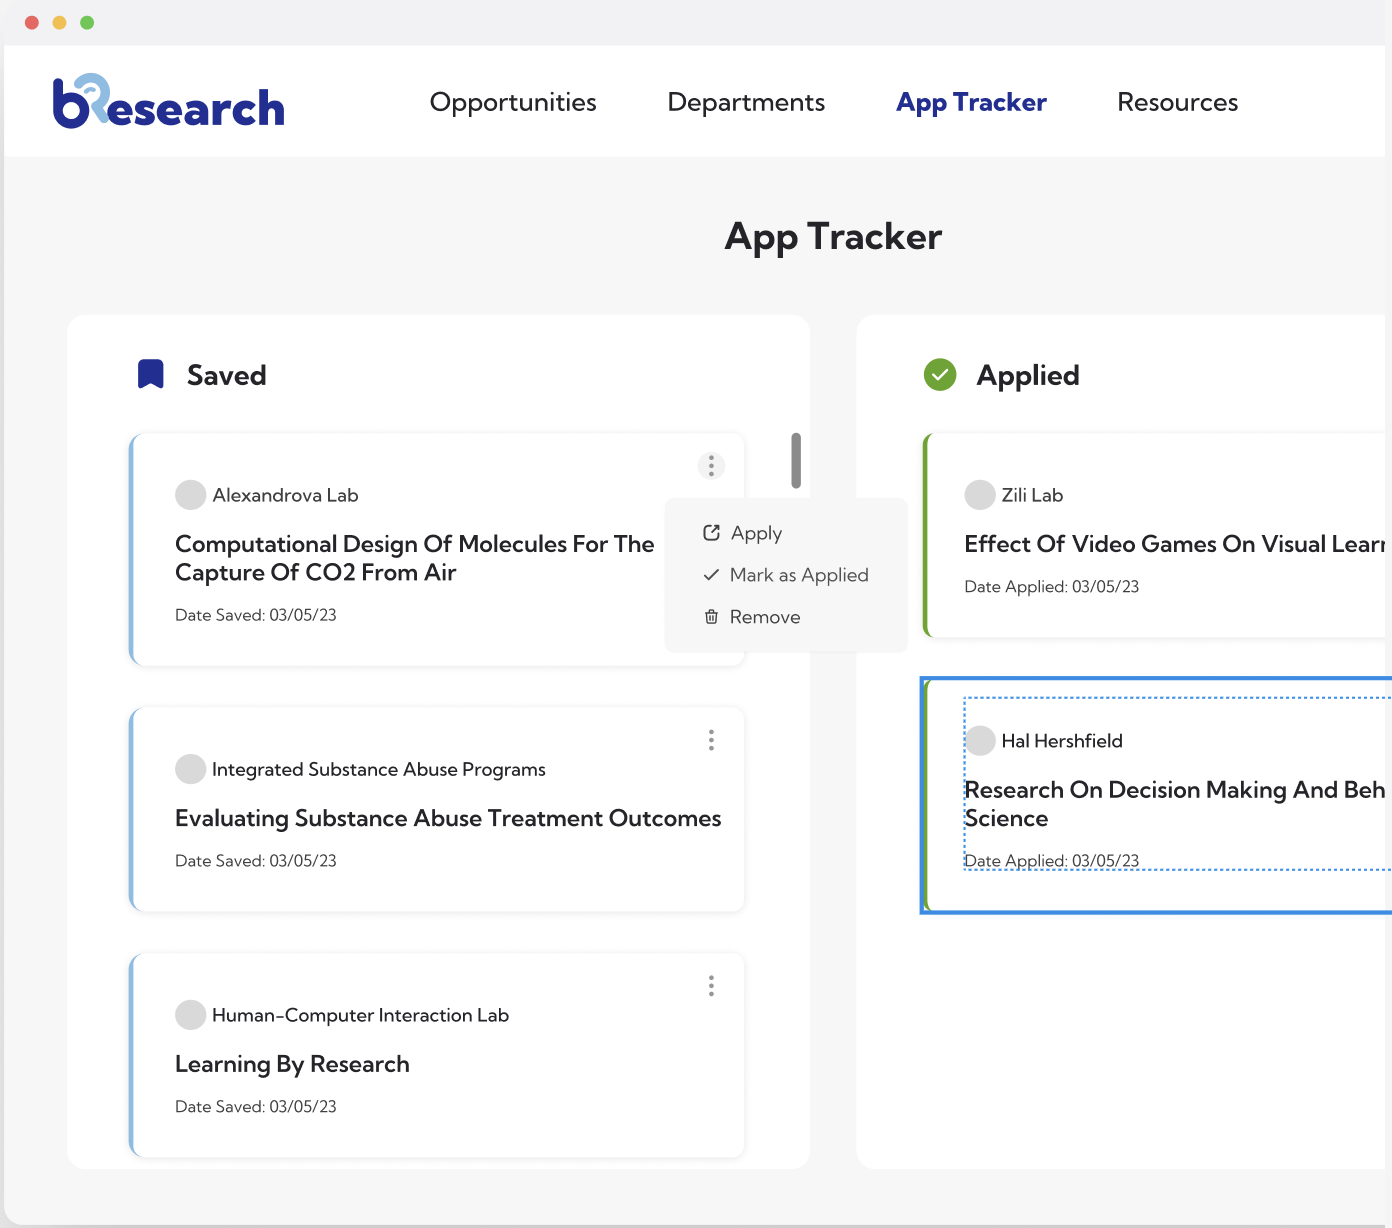 bResearch
Opportunities
Departments
App Tracker
Resources
App Tracker
Saved
Alexandrova Lab
Computational Design Of Molecules For The
Capture Of CO2 From Air
Date Saved: 03/05/23
Apply
Mark as Applied
Remove
Integrated Substance Abuse Programs
Evaluating Substance Abuse Treatment Outcomes
Date Saved: 03/05/23
Human-Computer Interaction Lab
Learning By Research
Date Saved: 03/05/23
Applied
Zili Lab
Effect Of Video Games On Visual Learn
Date Applied: 03/05/23
Hal Hershfield
Research On Decision Making And Beh
Science
Date Applied: 03/05/23